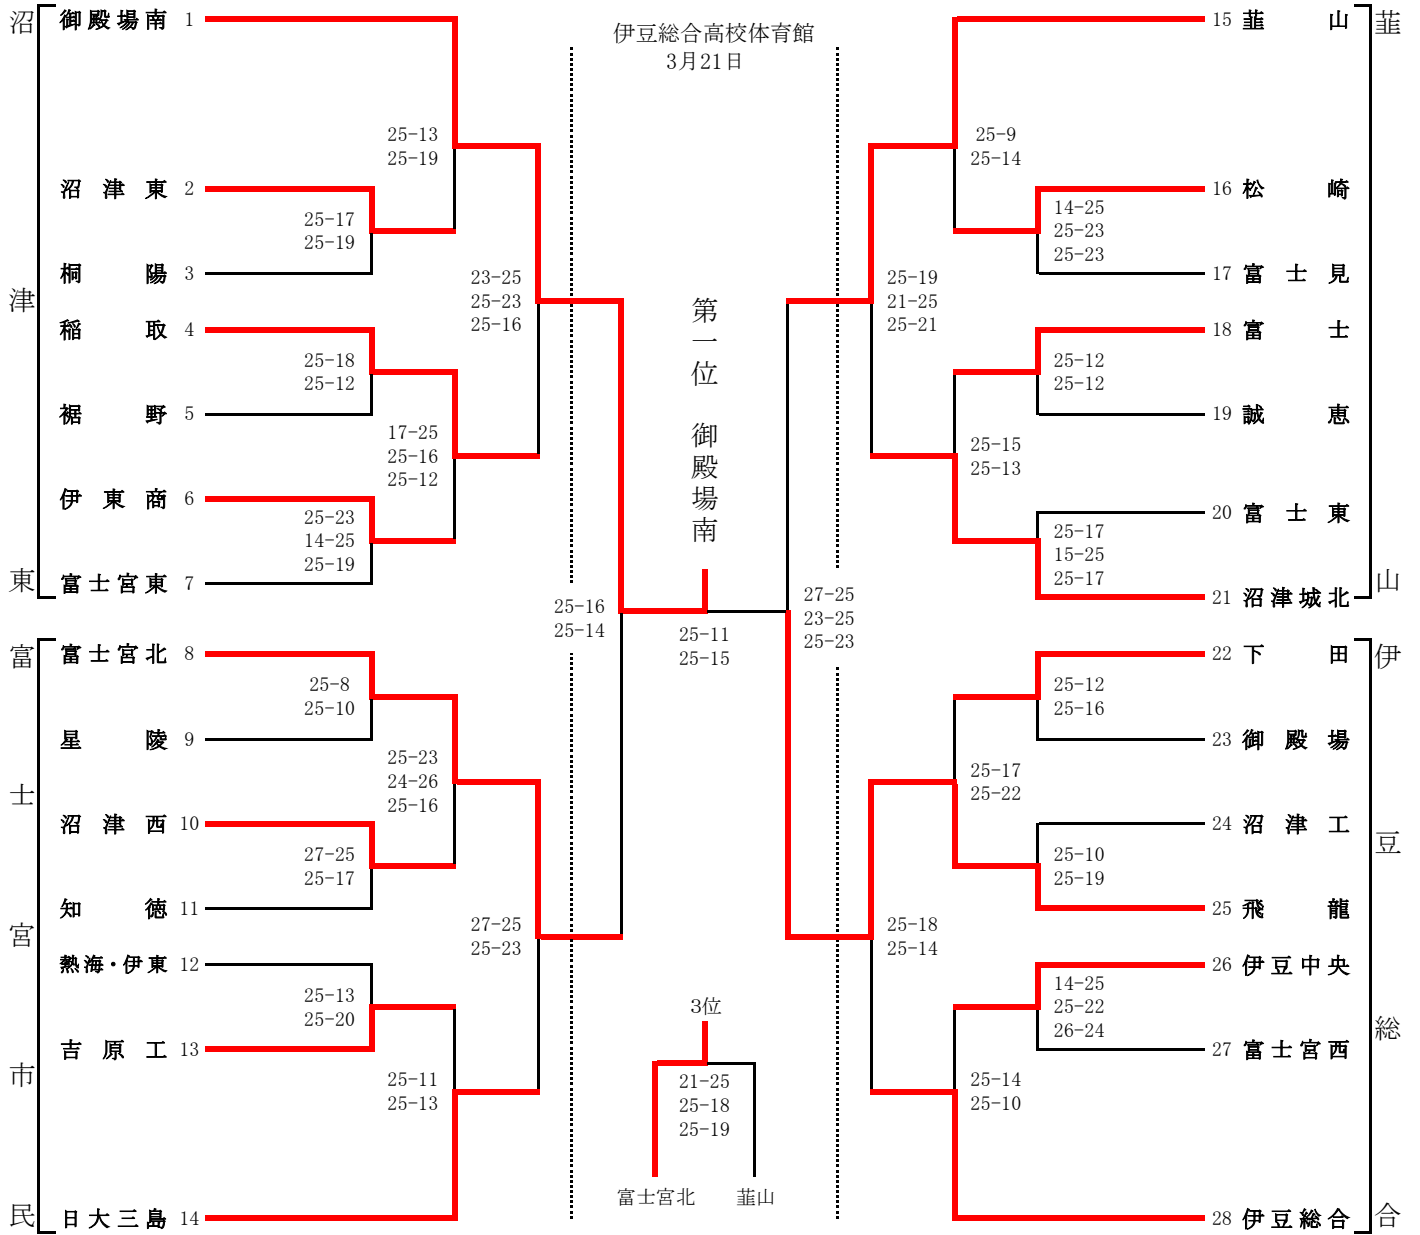 伊豆総合高校体育館
3月21日
沼津東
御殿場南 1
沼津東 2
桐陽 3
稲取 4
裾野 5
伊東商 6
富士宮東 7
富士宮市民
富士宮北 8
星陵 9
沼津西 10
知徳 11
熱海・伊東 12
吉原工 13
日大三島 14
25-13
25-19
25-17
25-19
23-25
25-23
25-16
25-18
25-12
17-25
25-16
25-12
25-23
14-25
25-19
25-16
25-14
25-8
25-10
25-23
24-26
25-16
27-25
25-17
27-25
25-23
25-13
25-20
25-11
25-13
第一位 御殿場南
25-11
25-15
3位
21-25
25-18
25-19
富士宮北 韮山
25-9
25-14
14-25
25-23
25-23
25-19
21-25
25-21
25-12
25-12
25-15
25-13
25-17
15-25
25-17
27-25
23-25
25-23
25-12
25-16
25-17
25-22
25-10
25-19
25-18
25-14
14-25
25-22
26-24
25-14
25-10
韮山
15 韮山
16 松崎
17 富士見
18 富士
19 誠恵
20 富士東
21 沼津城北
伊豆総合
22 下田
23 御殿場
24 沼津工
25 飛龍
26 伊豆中央
27 富士宮西
28 伊豆総合